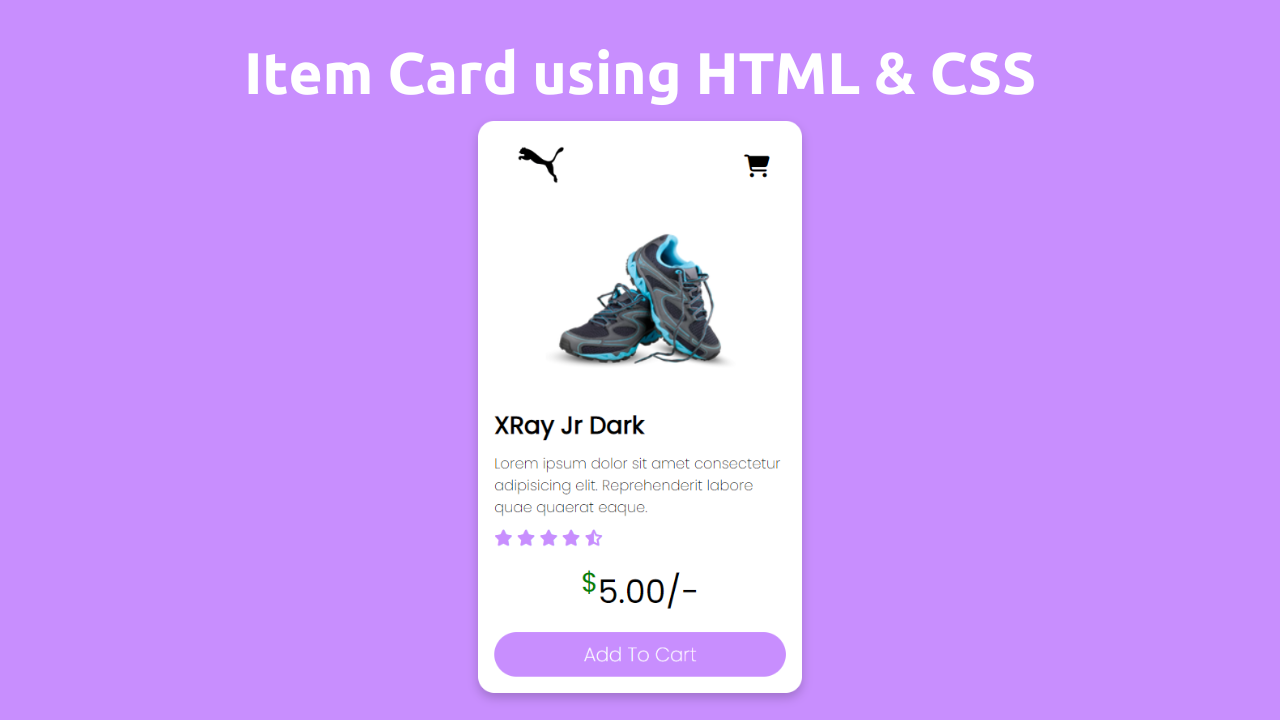 Item Card using HTML & CSS
XRay Jr Dark
Lorem ipsum dolor sit amet consectetur
adipisicing elit. Reprehenderit labore
quae quaerat eaque.
$5.00/-
Add To Cart